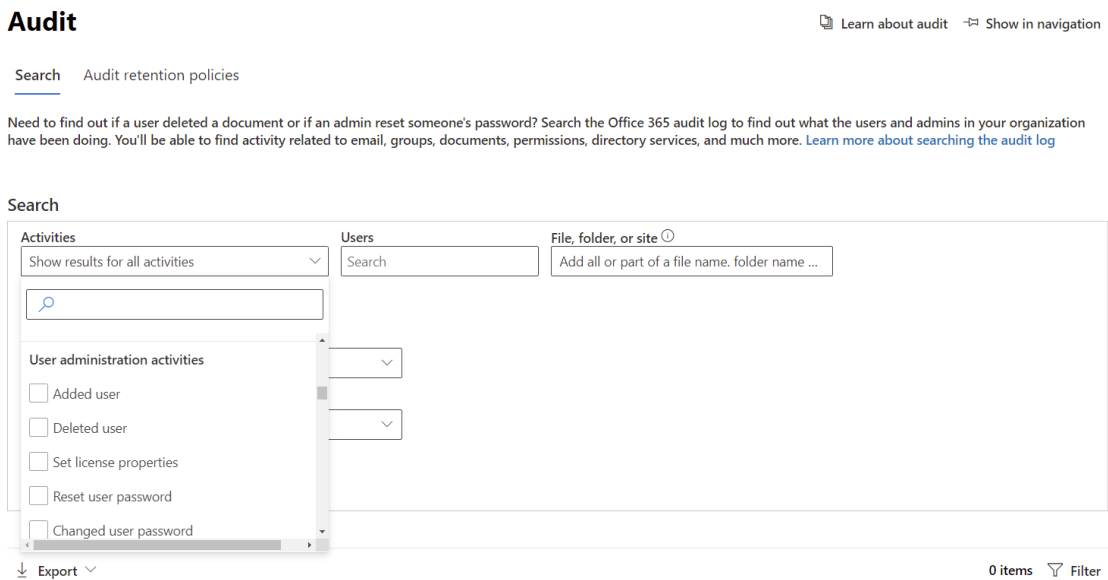 Audit
Learn about audit
Show in navigation
Search
Audit retention policies
Need to find out if a user deleted a document or if an admin reset someone's password? Search the Office 365 audit log to find out what the users and admins in your organization
have been doing. You'll be able to find activity related to email, groups, documents, permissions, directory services, and much more. Learn more about searching the audit log
Search
Activities
Users
File, folder, or site
Show results for all activities
Search
Add all or part of a file name. folder name ...
User administration activities
Added user
Deleted user
Set license properties
Reset user password
Changed user password
Export
0 items
Filter